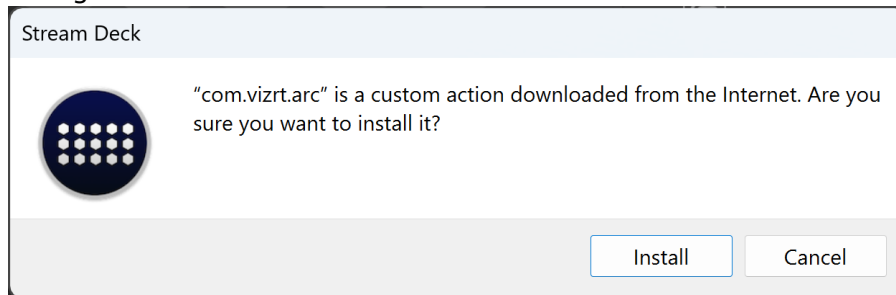 Stream Deck
“com.vizrt.arc” is a custom action downloaded from the Internet. Are you
sure you want to install it?
Install
Cancel